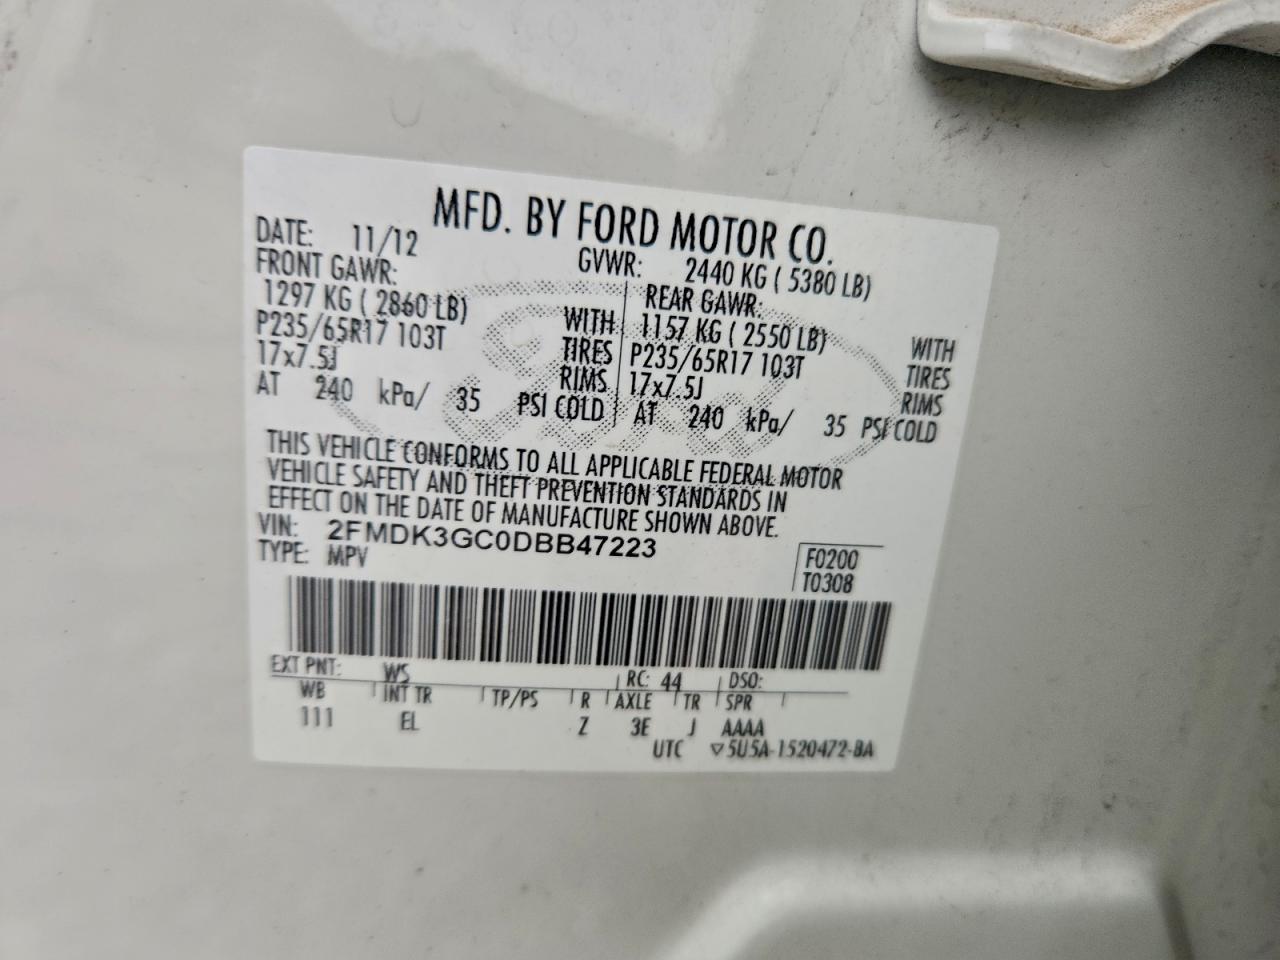 MFD. BY FORD MOTOR CO.
DATE: 11/12 GVWR: 2440 KG ( 5380 LB)
FRONT GAWR: REAR GAWR:
1297 KG ( 2860 LB) WITH 1157 KG ( 2550 LB) WITH
P235/65R17 103T TIRES P235/65R17 103T TIRES
17x7.5J RIMS 17x7.5J RIMS
AT 240 kPa/ 35 PSI COLD AT 240 kPa/ 35 PSI COLD
THIS VEHICLE CONFORMS TO ALL APPLICABLE FEDERAL MOTOR
VEHICLE SAFETY AND THEFT PREVENTION STANDARDS IN
EFFECT ON THE DATE OF MANUFACTURE SHOWN ABOVE.
VIN: 2FMDK3GC0DBB47223
TYPE: MPV F0200
T0308
EXT PNT: WS RC: 44 DSO:
WB INT TR TP/PS R AXLE TR SPR
111 EL Z 3E J AAAA
UTC ▽5U5A-1520472-BA